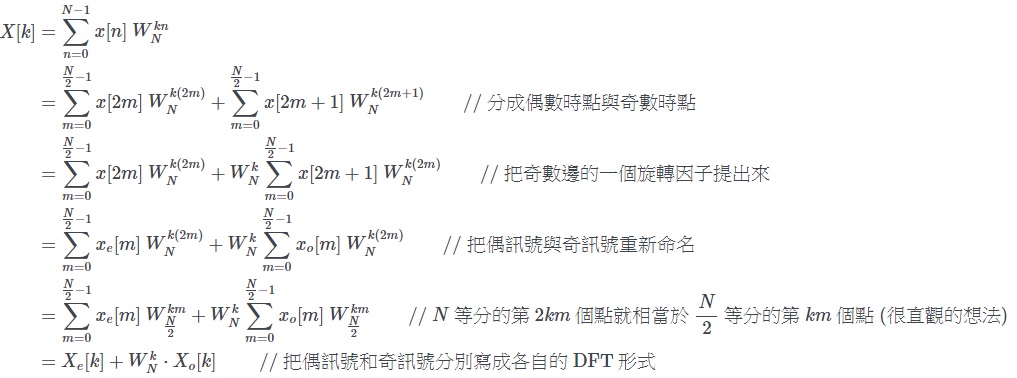 $X[k] = \sum_{n=0}^{N-1} x[n]\, W_N^{kn}$
$= \sum_{m=0}^{\frac{N}{2}-1} x[2m]\, W_N^{k(2m)} + \sum_{m=0}^{\frac{N}{2}-1} x[2m+1]\, W_N^{k(2m+1)}$ // 分成偶數時點與奇數時點
$= \sum_{m=0}^{\frac{N}{2}-1} x[2m]\, W_N^{k(2m)} + W_N^k \sum_{m=0}^{\frac{N}{2}-1} x[2m+1]\, W_N^{k(2m)}$ // 把奇數邊的一個旋轉因子提出來
$= \sum_{m=0}^{\frac{N}{2}-1} x_e[m]\, W_N^{k(2m)} + W_N^k \sum_{m=0}^{\frac{N}{2}-1} x_o[m]\, W_N^{k(2m)}$ // 把偶訊號與奇訊號重新命名
$= \sum_{m=0}^{\frac{N}{2}-1} x_e[m]\, W_{\frac{N}{2}}^{km} + W_N^k \sum_{m=0}^{\frac{N}{2}-1} x_o[m]\, W_{\frac{N}{2}}^{km}$ // $N$ 等分的第 $2km$ 個點就相當於 $\frac{N}{2}$ 等分的第 $km$ 個點 (很直觀的想法)
$= X_e[k] + W_N^k \cdot X_o[k]$ // 把偶訊號和奇訊號分別寫成各自的 DFT 形式